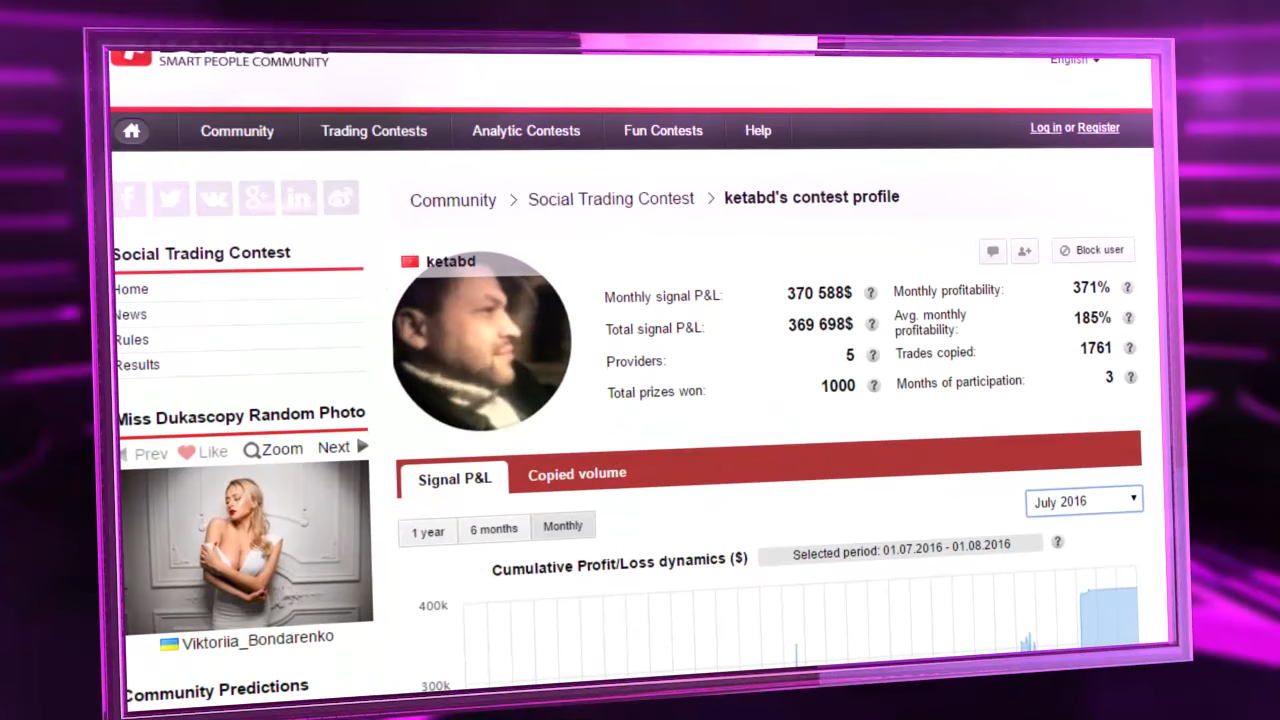 SMART PEOPLE COMMUNITY
English
Community
Trading Contests
Analytic Contests
Fun Contests
Help
Log in or Register
Community > Social Trading Contest > ketabd's contest profile
Social Trading Contest
Home
News
Rules
Results
Miss Dukascopy Random Photo
Prev Like Zoom Next
Viktoriia_Bondarenko
Community Predictions
ketabd
Block user
Monthly signal P&L: 370 588$ ?
Total signal P&L: 369 698$ ?
Providers: 5 ?
Total prizes won: 1000 ?
Monthly profitability: 371% ?
Avg. monthly
profitability: 185% ?
Trades copied: 1761 ?
Months of participation: 3 ?
Signal P&L
Copied volume
July 2016
1 year
6 months
Monthly
Cumulative Profit/Loss dynamics ($)
Selected period: 01.07.2016 - 01.08.2016 ?
400k
300k